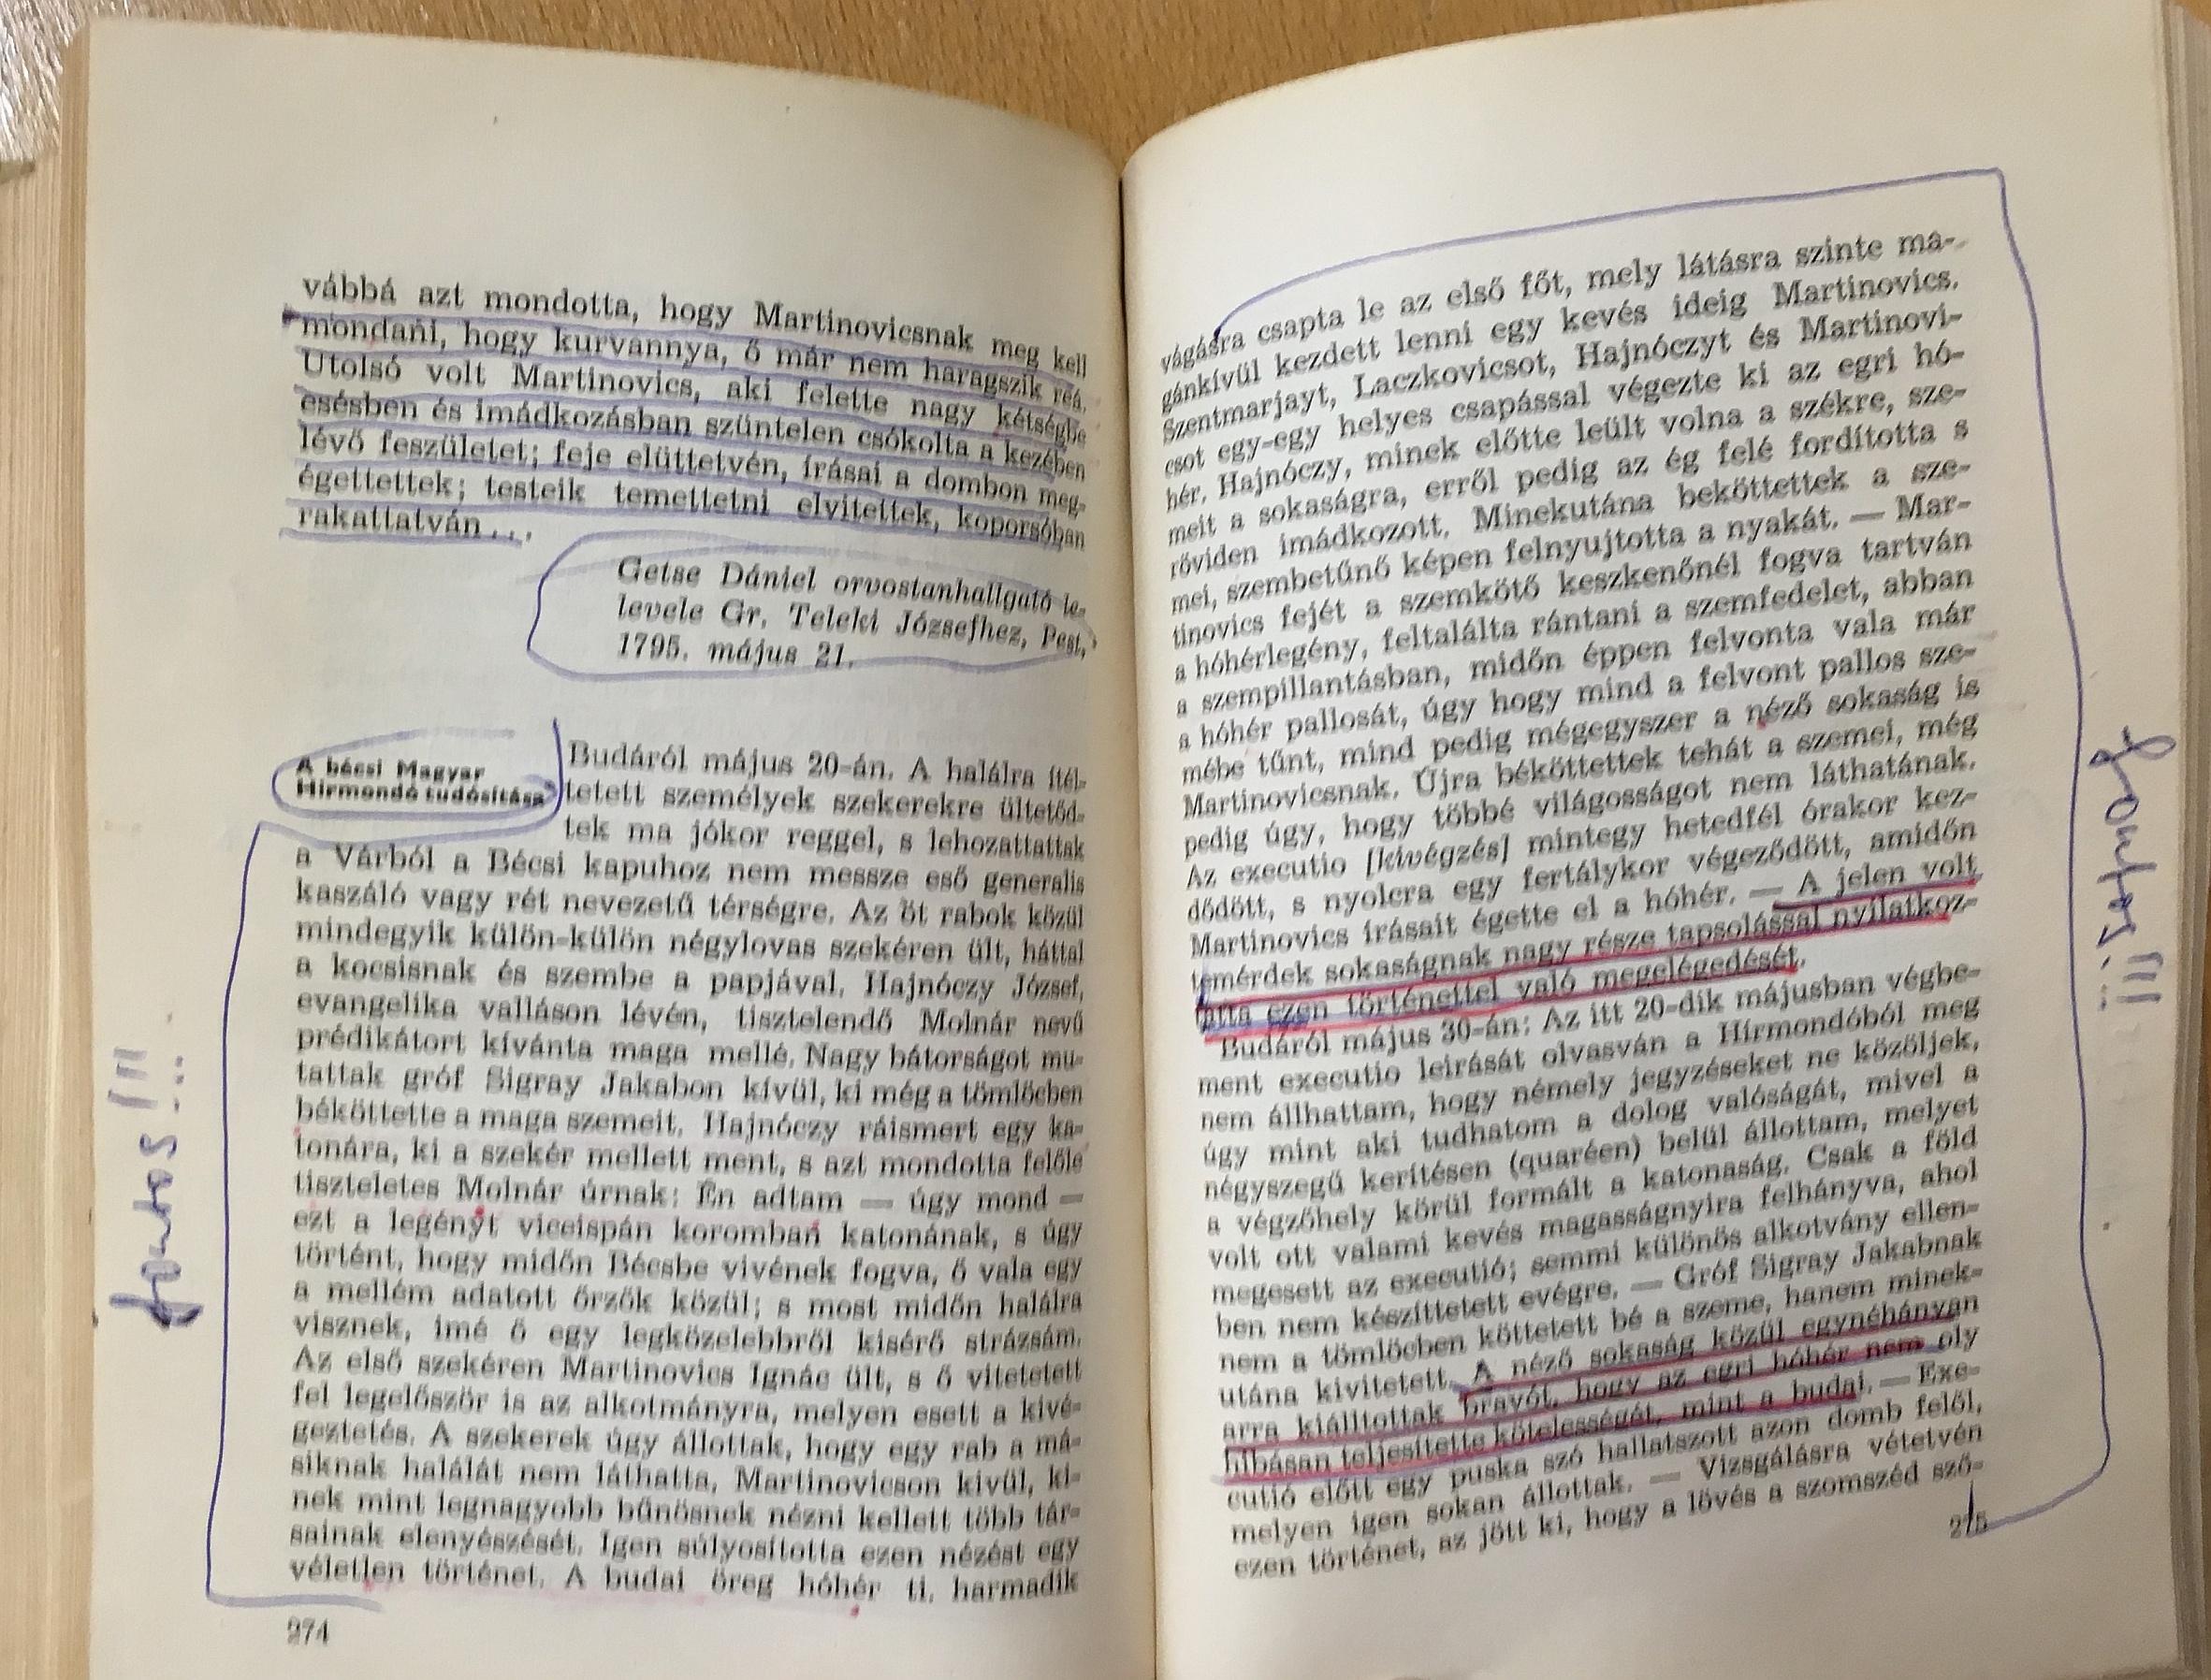 vábbá azt mondotta, hogy Martinovicsnak meg kell
mondani, hogy kurvannya, ő már nem haragszik reá.
Utolsó volt Martinovics, aki felette nagy kétségbe
esésben és imádkozásban szüntelen csókolta a kezében
lévő feszületet; feje elüttetvén, írásai a dombon meg-
égettettek; testeik temettetni elvitettek, koporsóban
rakattatván...
Getse Dániel orvostanhallgató le-
levele Gr. Teleki Józsefhez, Pest,
1795. május 21.
A bécsi Magyar
Hírmondó tudósítása
Budáról május 20-án. A halálra ítél-
tetett személyek szekerekre ültetőd-
tek ma jókor reggel, s lehozattattak
a Várból a Bécsi kapuhoz nem messze eső generalis
kaszáló vagy rét nevezetű térségre. Az öt rabok közül
mindegyik külön-külön négylovas szekéren ült, háttal
a kocsisnak és szembe a papjával. Hajnóczy József,
evangelika valláson lévén, tisztelendő Molnár nevű
prédikátort kívánta maga mellé. Nagy bátorságot mu-
tattak gróf Sigray Jakabon kívül, ki még a tömlöcben
béköttette a maga szemeit. Hajnóczy ráismert egy ka-
tonára, ki a szekér mellett ment, s azt mondotta felőle
tiszteletes Molnár úrnak: Én adtam — úgy mond —
ezt a legényt viceispán koromban katonának, s úgy
történt, hogy midőn Bécsbe vivének fogva, ő vala egy
a mellém adatott őrzők közül; s most midőn halálra
visznek, imé ő egy legközelebbről kisérő strázsám.
Az első szekéren Martinovics Ignác ült, s ő vitetetett
fel legelőször is az alkotmányra, melyen esett a kivé-
geztetés. A szekerek úgy állottak, hogy egy rab a má-
siknak halálát nem láthatta, Martinovicson kivül, ki-
nek mint legnagyobb bűnösnek nézni kellett több tár-
sainak elenyészését. Igen súlyosította ezen nézést egy
véletlen történet. A budai öreg hóhér ti. harmadik
274
fontos!!!
vágásra csapta le az első főt, mely látásra szinte ma-
gánkívül kezdett lenni egy kevés ideig Martinovics.
Szentmarjayt, Laczkovicsot, Hajnóczyt és Martinovi-
csot egy-egy helyes csapással végezte ki az egri hó-
hér. Hajnóczy, minek előtte leült volna a székre, sze-
meit a sokaságra, erről pedig az ég felé fordította s
röviden imádkozott. Minekutána beköttettek a sze-
mei, szembetűnő képen felnyujtotta a nyakát. — Mar-
tinovics fejét a szemkötő keszkenőnél fogva tartván
a hóhérlegény, feltalálta rántani a szemfedelet, abban
a szempillantásban, midőn éppen felvonta vala már
a hóhér pallosát, úgy hogy mind a felvont pallos sze-
mébe tűnt, mind pedig mégegyszer a néző sokaság is
Martinovicsnak. Újra béköttettek tehát a szemei, még
pedig úgy, hogy többé világosságot nem láthatának.
Az executio [kivégzés] mintegy hetedfél órakor kez-
dődött, s nyolcra egy fertálykor végeződött, amidőn
Martinovics írásait égette el a hóhér. — A jelen volt
temérdek sokaságnak nagy része tapsolással nyilatkoz-
tatta ezen történettel való megelégedését.
Budáról május 30-án: Az itt 20-dik májusban végbe-
ment executio leirását olvasván a Hírmondóból meg
nem állhattam, hogy némely jegyzéseket ne közöljek,
úgy mint aki tudhatom a dolog valóságát, mivel a
négyszegű kerítésen (quaréen) belül állottam, melyet
a végzőhely körül formált a katonaság. Csak a föld
volt ott valami kevés magasságnyira felhányva, ahol
megesett az executió; semmi különös alkotvány ellen-
ben nem készíttetett evégre. — Gróf Sigray Jakabnak
nem a tömlöcben köttetett bé a szeme, hanem minek-
utána kivitetett. A néző sokaság közül egynéhányan
arra kiálltottak bravót, hogy az egri hóhér nem oly
hibásan teljesítette kötelességét, mint a budai. — Exe-
cutió előtt egy puska szó hallatszott azon domb felől,
melyen igen sokan állottak. — Vizsgálásra vétetvén
ezen történet, az jött ki, hogy a lövés a szomszéd sző-
275
fontos!!!